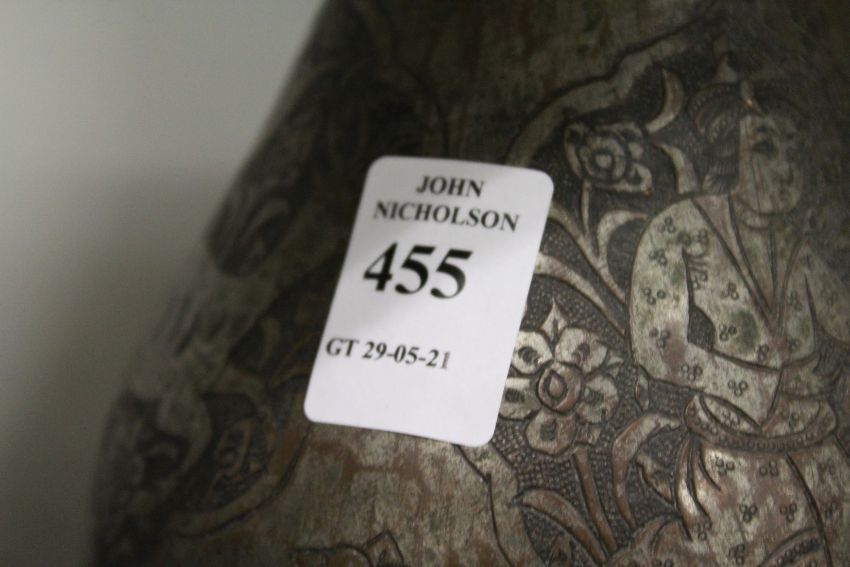 JOHN
NICHOLSON
455
GT 29-05-21